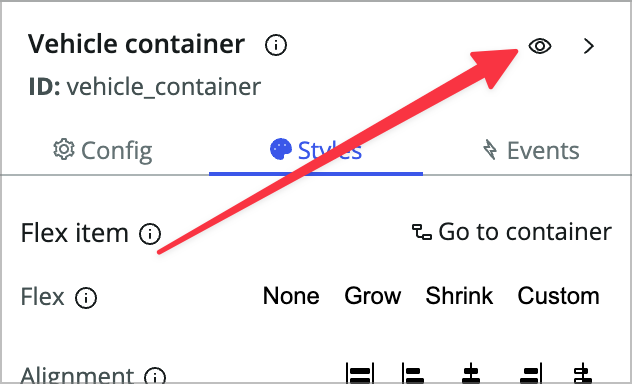 Vehicle container
ID: vehicle_container
Config Styles Events
Flex item Go to container
Flex None Grow Shrink Custom
Alignment